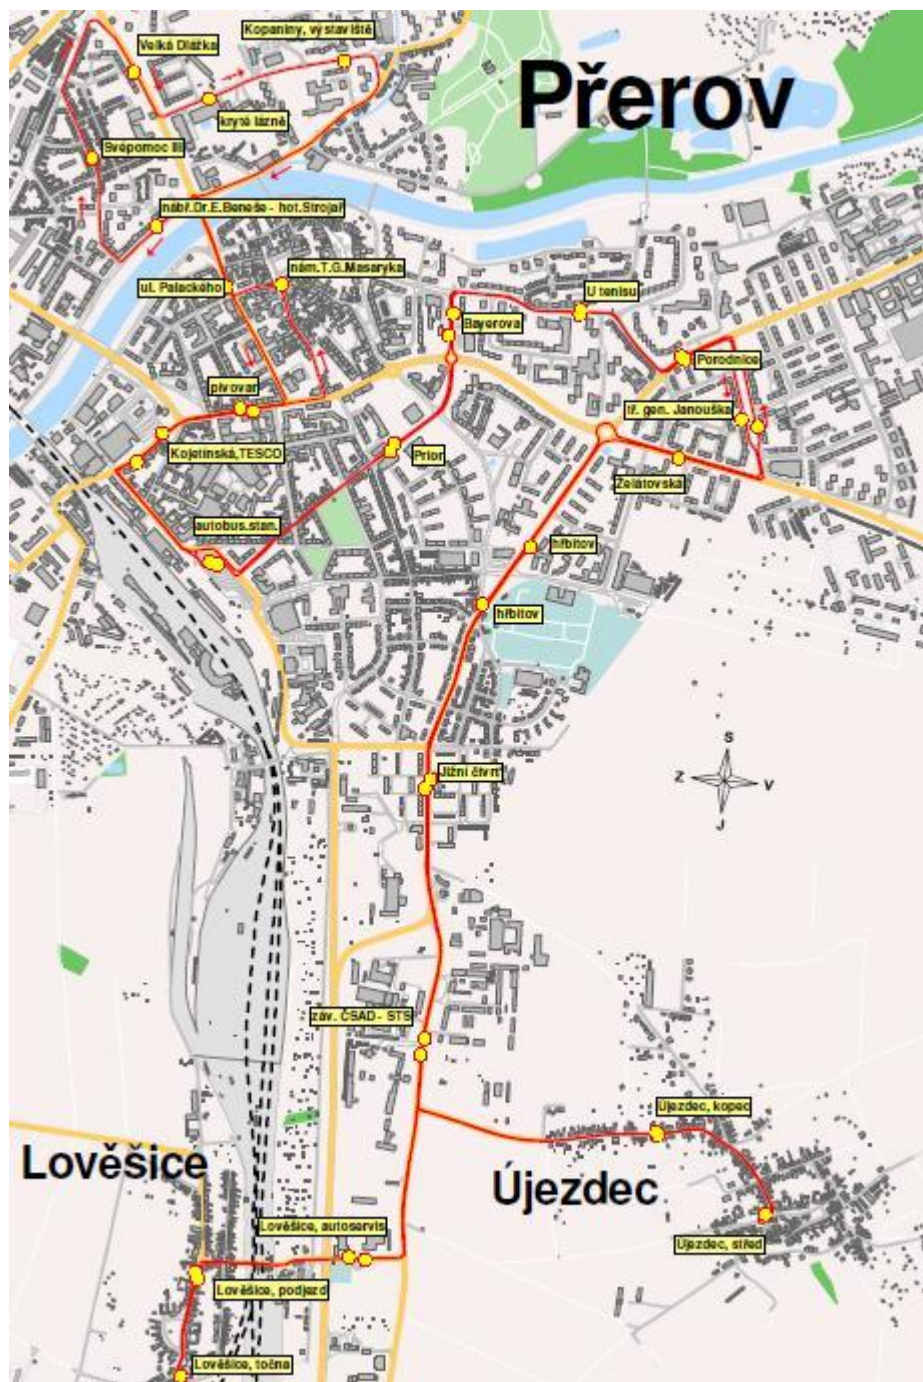 Kopaniny, výstaviště
Velká Dlážka
Přerov
kryté lázně
Svépomoc III
nábř.Dr.E.Beneše - hot.Strojař
nám.T.G.Masaryka
ul. Palackého
U tenisu
Bayerova
Porodnice
pivovar
tř. gen. Janouška
Kojetínská,TESCO
Prior
Želátovská
autobus.stan.
hřbitov
hřbitov
S
Jižní čtvrť
Z
V
J
záv. ČSAD - STS
Újezdec, kopec
Lověšice
Újezdec
Lověšice, autoservis
Újezdec, střed
Lověšice, podjezd
Lověšice, točna